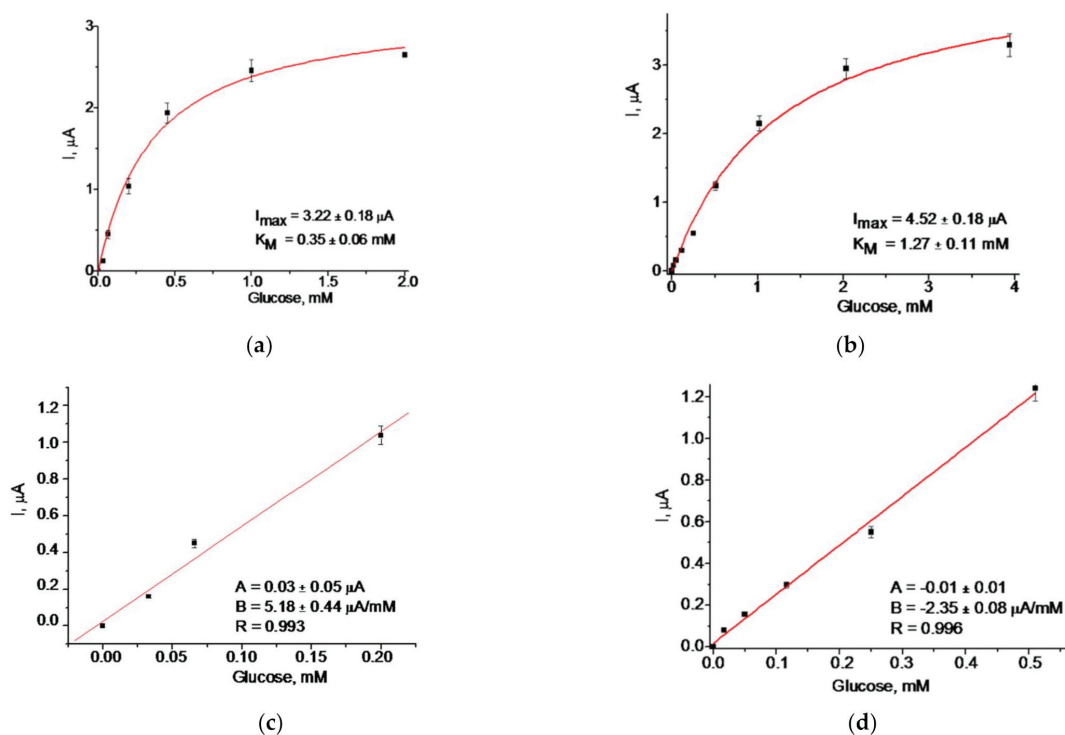 3
2
1
0
I, µA
0.0 0.5 1.0 2.0
Glucose, mM
I_max = 3.22 ± 0.18 µA
K_M = 0.35 ± 0.06 mM
(a)
3
2
1
0
I, µA
0 1 2 3 4
Glucose, mM
I_max = 4.52 ± 0.18 µA
K_M = 1.27 ± 0.11 mM
(b)
1.2
1.0
0.8
0.6
0.4
0.2
0.0
I, µA
0.00 0.05 0.10 0.15 0.20
Glucose, mM
A = 0.03 ± 0.05 µA
B = 5.18 ± 0.44 µA/mM
R = 0.993
(c)
1.2
1.0
0.8
0.6
0.4
0.2
0.0
I, µA
0.0 0.1 0.2 0.3 0.4 0.5
Glucose, mM
A = -0.01 ± 0.01
B = -2.35 ± 0.08 µA/mM
R = 0.996
(d)